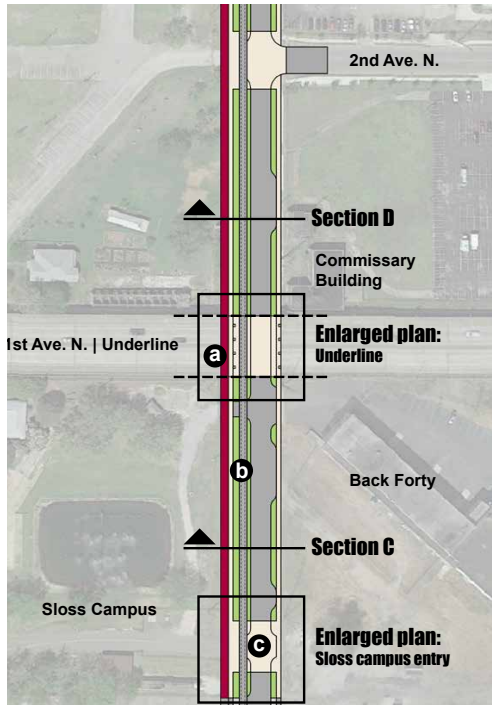 2nd Ave. N.
Section D
Commissary
Building
1st Ave. N. | Underline
Enlarged plan:
Underline
a
b
Back Forty
Section C
Sloss Campus
c
Enlarged plan:
Sloss campus entry